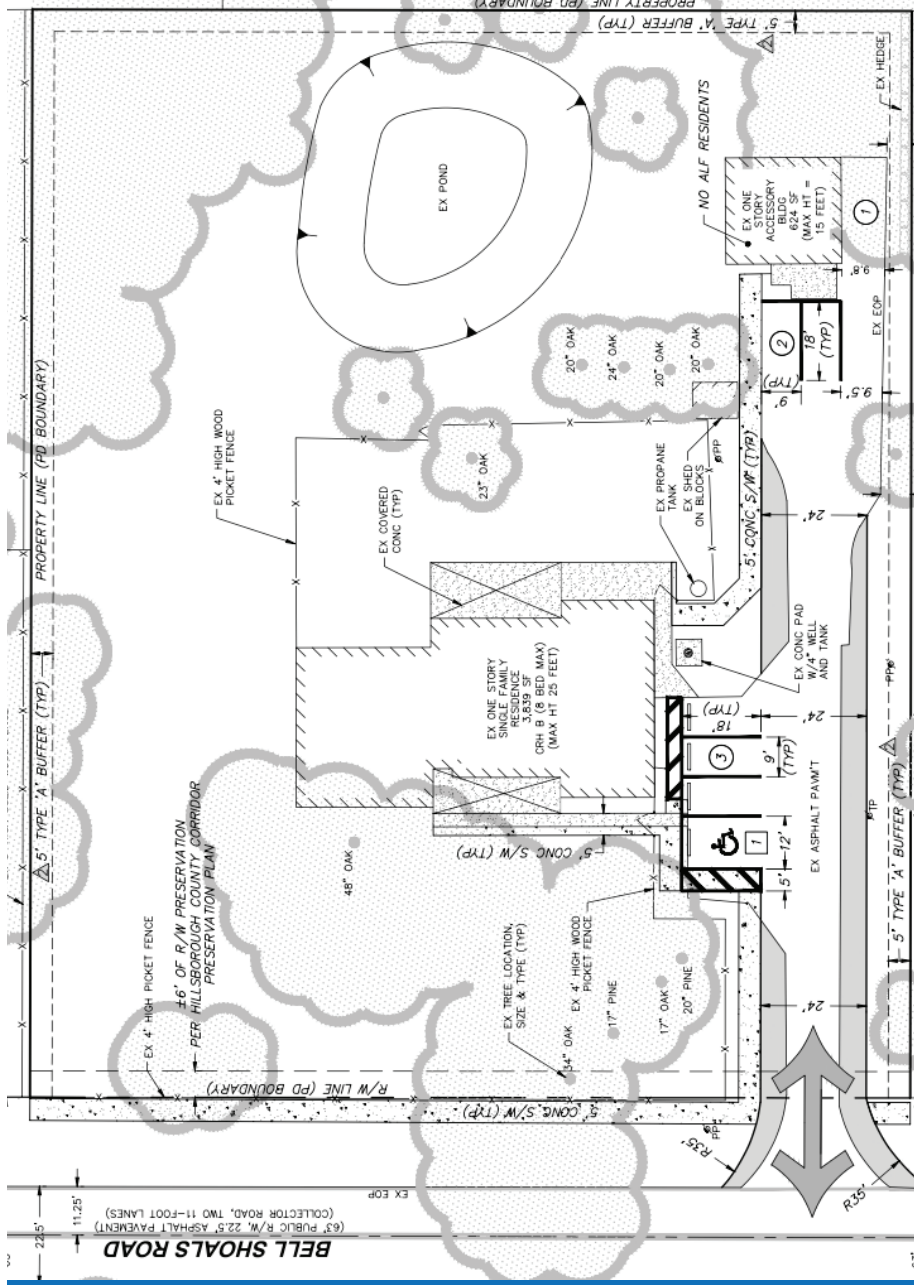 PROPERTY LINE (PD BOUNDARY)
5' TYPE 'A' BUFFER (TYP)
2
EX HEDGE
EX POND
NO ALF RESIDENTS
EX ONE
STORY
ACCESSORY
BLDG
624 SF
(MAX HT =
15 FEET)
1
9.8'
EX EOP
2
18'
(TYP)
9'
(TYP)
9.5'
20" OAK
24" OAK
20" OAK
20" OAK
PROPERTY LINE (PD BOUNDARY)
EX 4' HIGH WOOD
PICKET FENCE
23" OAK
EX COVERED
CONC (TYP)
PP
EX PROPANE
TANK
EX SHED
ON BLOCKS
5' CONC S/W (TYP)
24'
EX ONE STORY
SINGLE FAMILY
RESIDENCE
3,839 SF
CRH B (8 BED MAX)
(MAX HT 25 FEET)
EX CONC PAD
W/4" WELL
AND TANK
PP
2
5' TYPE 'A' BUFFER (TYP)
18'
(TYP)
24'
3
9'
(TYP)
2
1
12'
5'
EX ASPHALT PAVM'T
TP
5' CONC S/W (TYP)
48" OAK
±6' OF R/W PRESERVATION
PER HILLSBOROUGH COUNTY CORRIDOR
PRESERVATION PLAN
EX 4' HIGH PICKET FENCE
EX TREE LOCATION,
SIZE & TYPE (TYP)
EX 4' HIGH WOOD
PICKET FENCE
34" OAK
17" PINE
17" OAK
20" PINE
24'
5' TYPE 'A' BUFFER (TYP)
R/W LINE (PD BOUNDARY)
5' CONC S/W (TYP)
PP
R35'
R35'
EX EOP
22.5'
11.25'
(63' PUBLIC R/W, 22.5' ASPHALT PAVEMENT)
(COLLECTOR ROAD, TWO 11-FOOT LANES)
BELL SHOALS ROAD